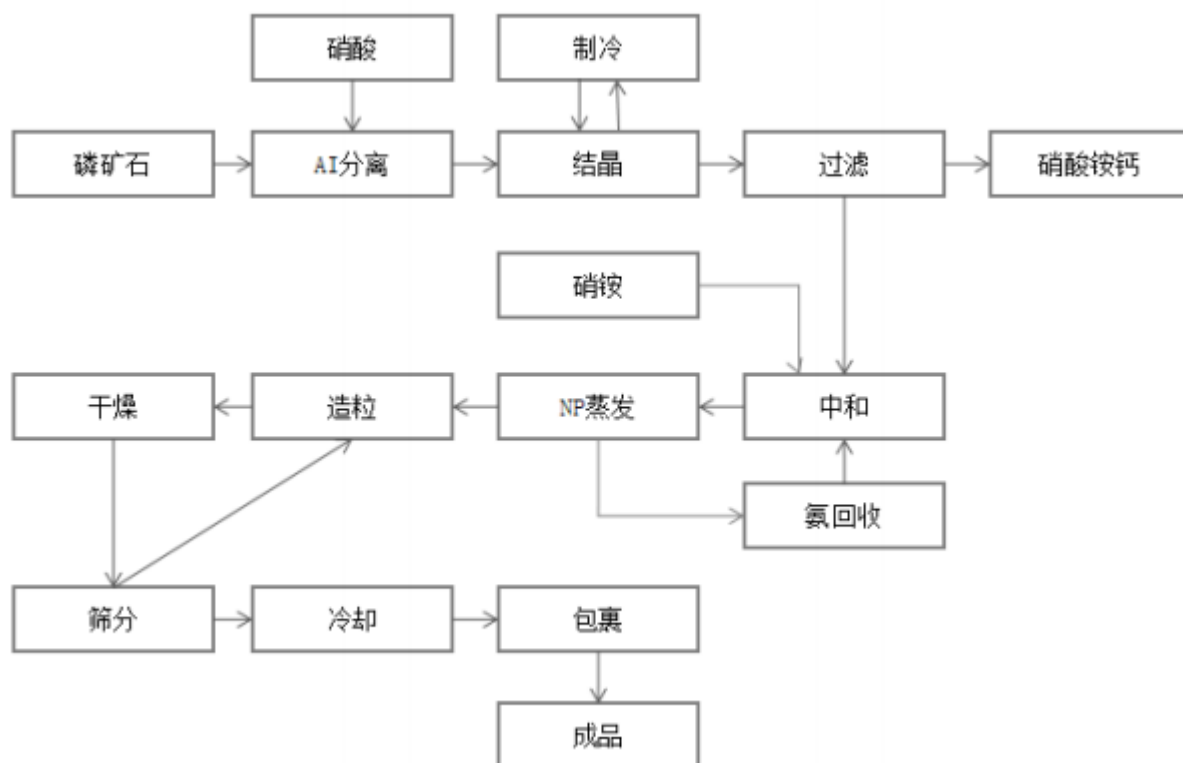 硝酸
制冷
磷矿石
AI分离
结晶
过滤
硝酸铵钙
硝铵
干燥
造粒
NP蒸发
中和
氨回收
筛分
冷却
包裹
成品